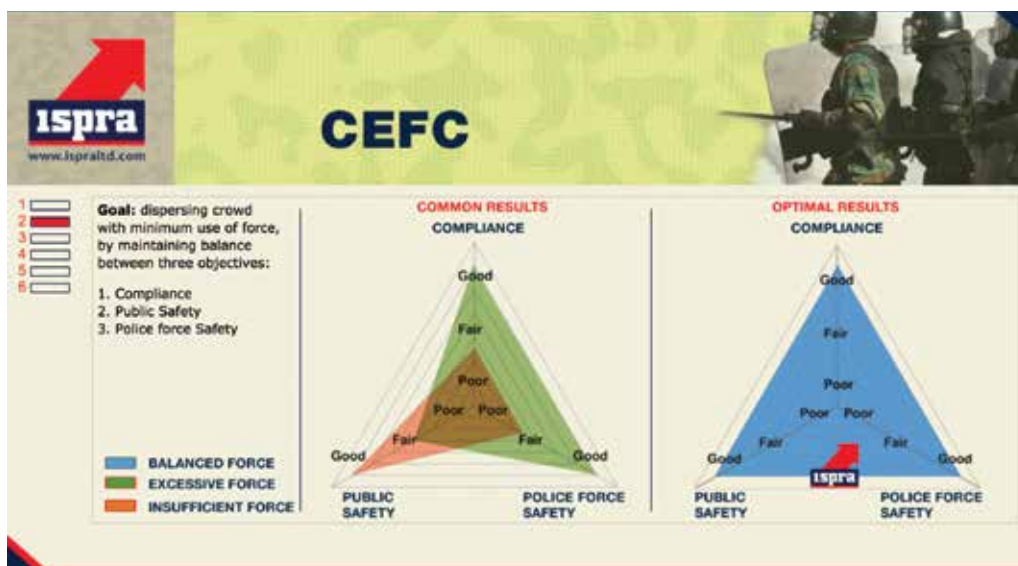 ispra
www.ispraltd.com
CEFC
1
2
3
4
5
6
Goal: dispersing crowd
with minimum use of force,
by maintaining balance
between three objectives:
1. Compliance
2. Public Safety
3. Police force Safety
BALANCED FORCE
EXCESSIVE FORCE
INSUFFICIENT FORCE
COMMON RESULTS
COMPLIANCE
Good
Fair
Poor
Poor Poor
Fair Fair
Good Good
PUBLIC
SAFETY
POLICE FORCE
SAFETY
OPTIMAL RESULTS
COMPLIANCE
Good
Fair
Poor
Poor Poor
Fair Fair
Good Good
ispra
PUBLIC
SAFETY
POLICE FORCE
SAFETY